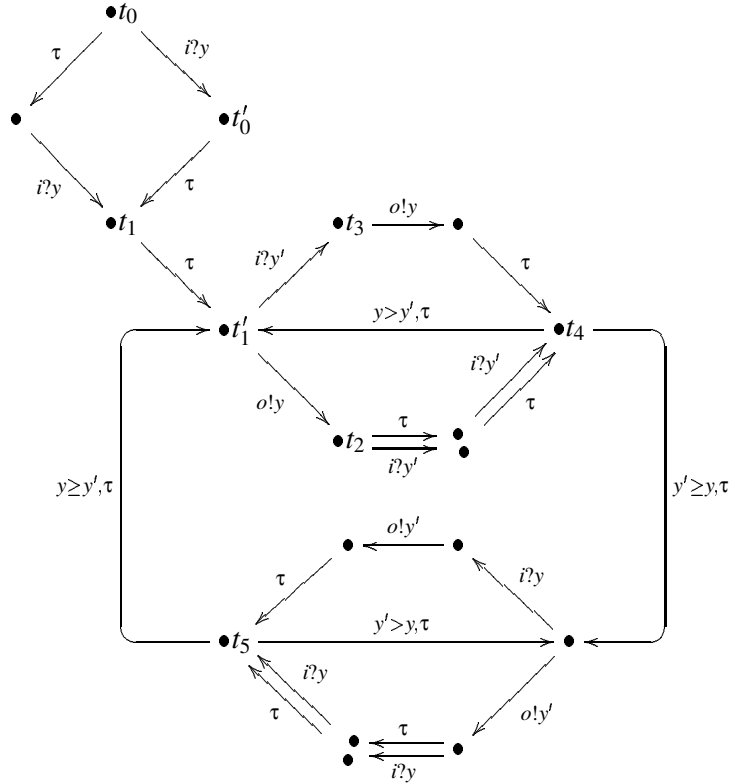 t₀
τ
i?y
t′₀
i?y
τ
t₁
t₃
o!y
τ
i?y′
τ
t′₁
y>y′,τ
t₄
o!y
i?y′
τ
t₂
τ
i?y′
y≥y′,τ
y′≥y,τ
o!y′
τ
i?y
t₅
y′>y,τ
i?y
τ
o!y′
τ
i?y